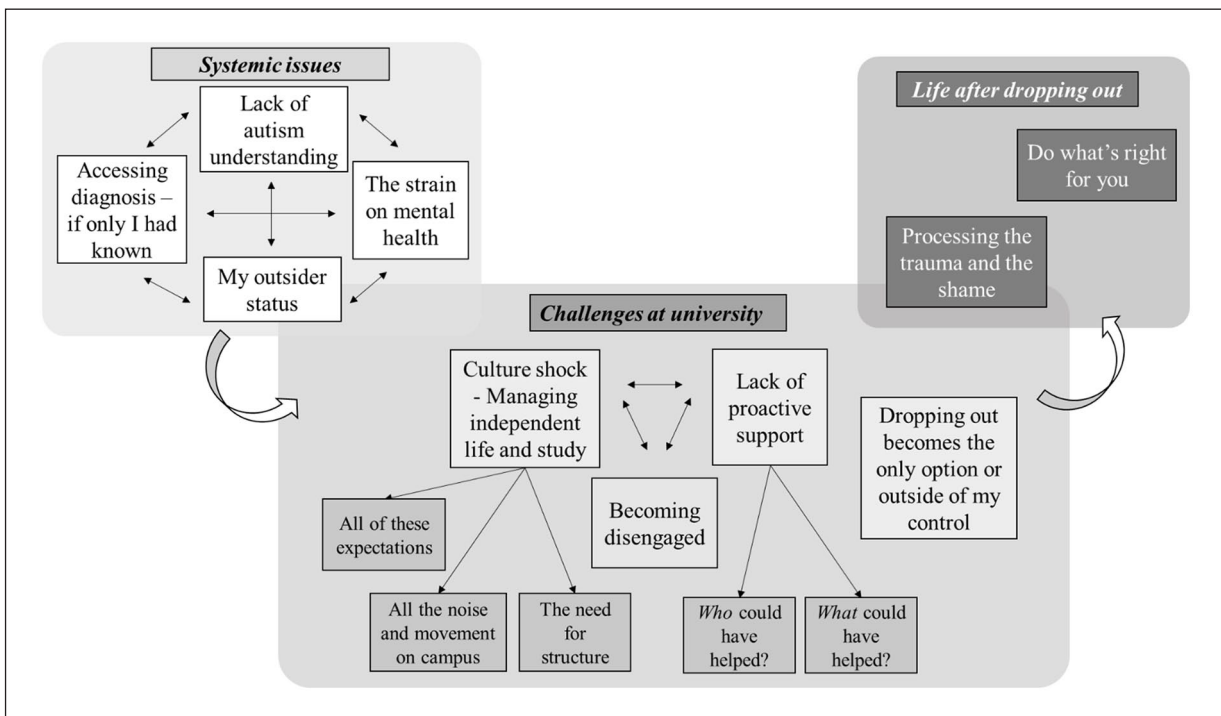 Systemic issues
Lack of
autism
understanding
Accessing
diagnosis –
if only I had
known
The strain
on mental
health
My outsider
status
Life after dropping out
Do what's right
for you
Processing the
trauma and the
shame
Challenges at university
Culture shock
- Managing
independent
life and study
Lack of
proactive
support
Dropping out
becomes the
only option or
outside of my
control
Becoming
disengaged
All of these
expectations
All the noise
and movement
on campus
The need
for
structure
Who could
have
helped?
What could
have
helped?